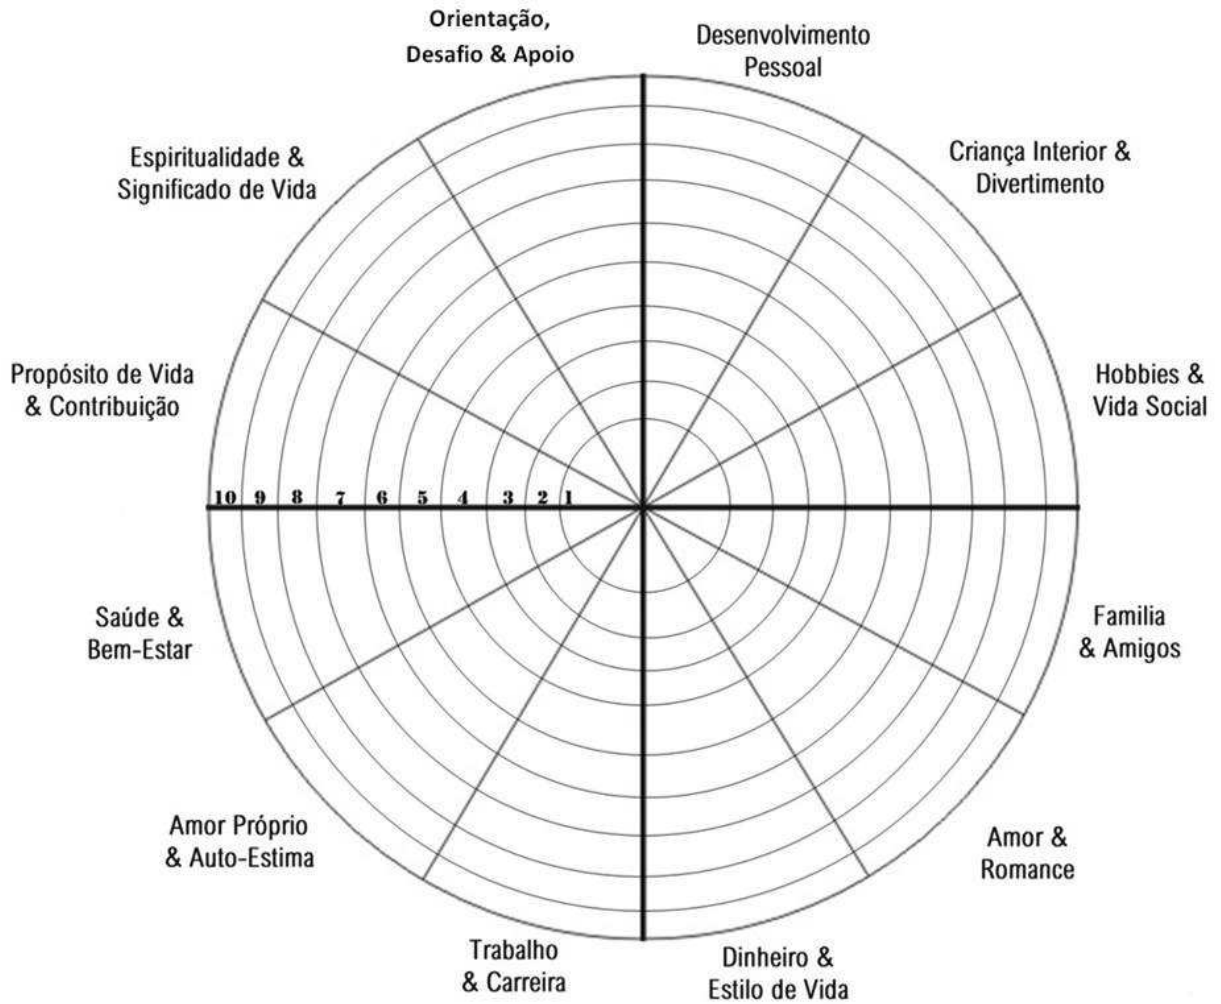 Orientação,
Desafio & Apoio
Desenvolvimento
Pessoal
Espiritualidade &
Significado de Vida
Criança Interior &
Divertimento
Propósito de Vida
& Contribuição
Hobbies &
Vida Social
10 9 8 7 6 5 4 3 2 1
Saúde &
Bem-Estar
Familia
& Amigos
Amor Próprio
& Auto-Estima
Amor &
Romance
Trabalho
& Carreira
Dinheiro &
Estilo de Vida